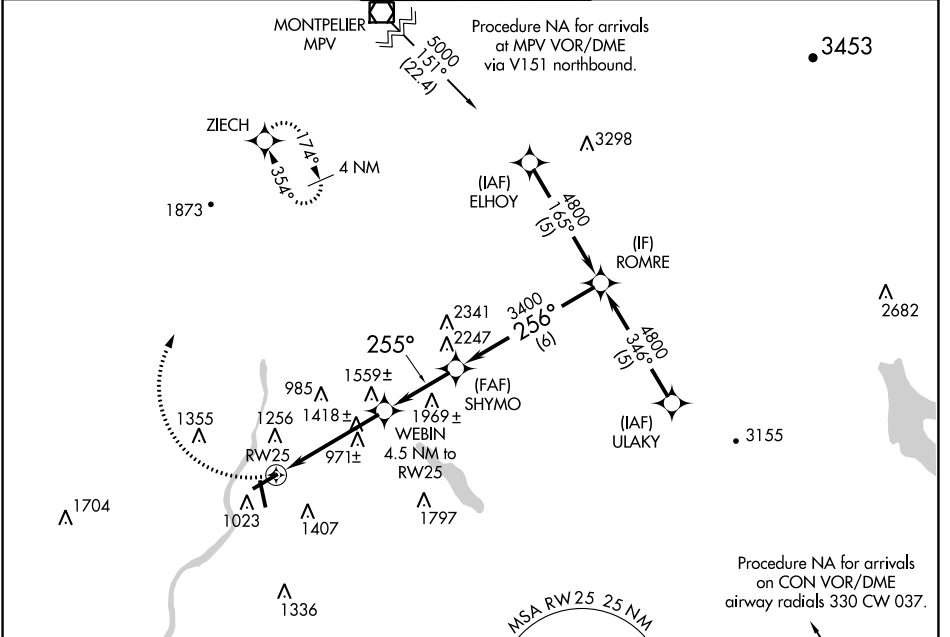 MONTPELIER
MPV
5000
151°
(22.4)
Procedure NA for arrivals
at MPV VOR/DME
via V151 northbound.
3453
ZIECH
174°
354°
4 NM
1873
3298
(IAF)
ELHOY
4800
165°
(5)
(IF)
ROMRE
2682
3400
256°
(6)
4800
346°
(5)
2341
2247
255°
(FAF)
SHYMO
(IAF)
ULAKY
3155
985
1559±
1418±
1969±
1355
1256
971±
WEBIN
4.5 NM to
RW25
RW25
1704
1023
1407
1797
1336
Procedure NA for arrivals
on CON VOR/DME
airway radials 330 CW 037.
MSA RW25 25 NM